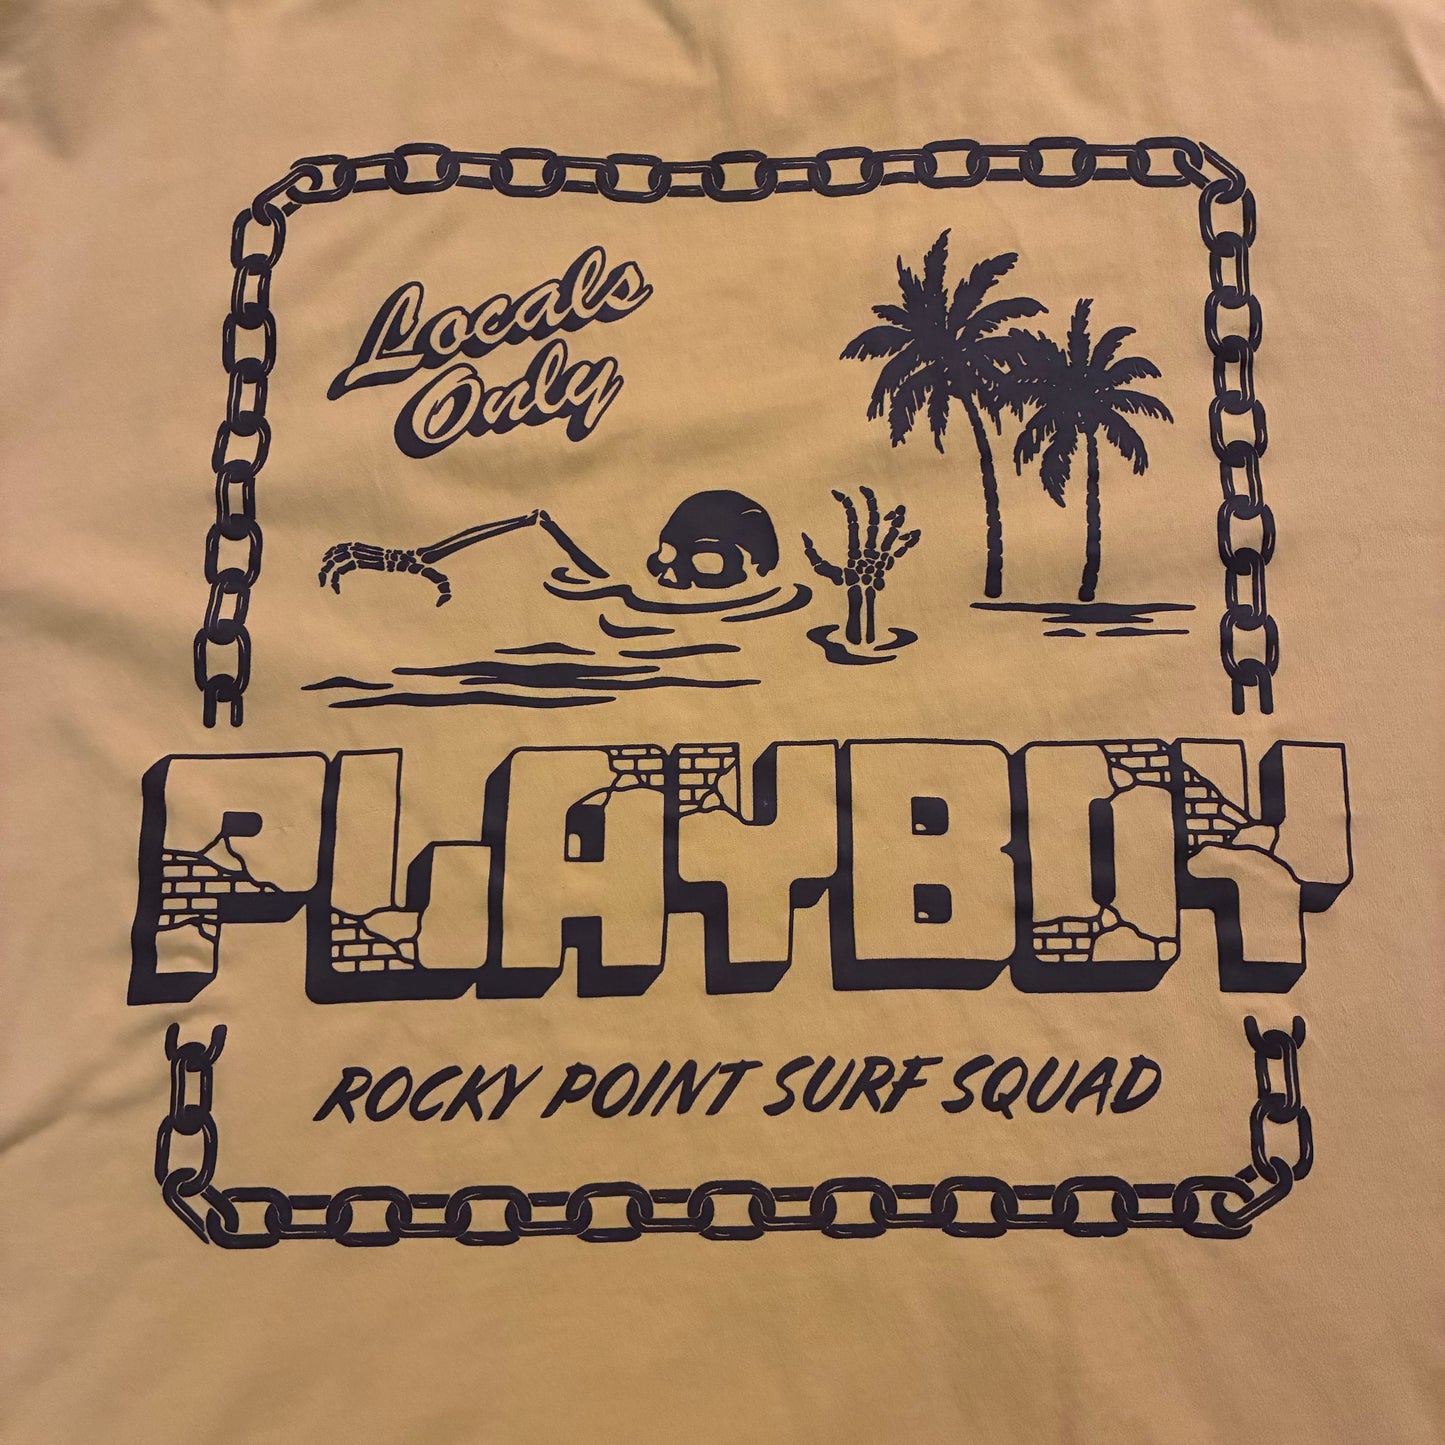 Locals
Only
PLAYBOY
ROCKY POINT SURF SQUAD